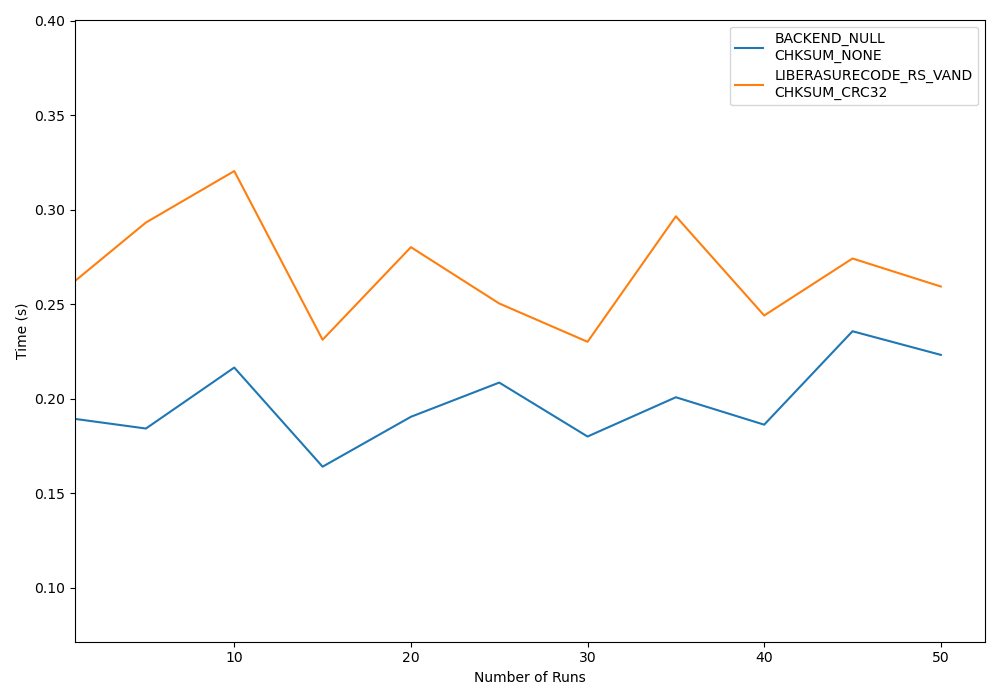 0.40
0.35
0.30
0.25
0.20
0.15
0.10
Time (s)
BACKEND_NULL
CHKSUM_NONE
LIBERASURECODE_RS_VAND
CHKSUM_CRC32
10
20
30
40
50
Number of Runs